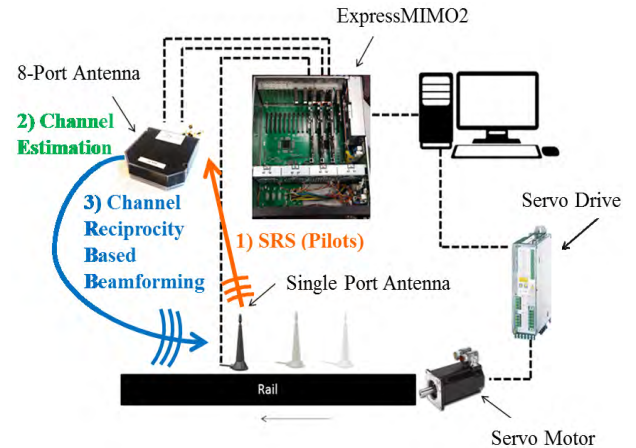 ExpressMIMO2
8-Port Antenna
2) Channel
Estimation
3) Channel
Reciprocity
Based
Beamforming
1) SRS (Pilots)
Servo Drive
Single Port Antenna
Rail
Servo Motor